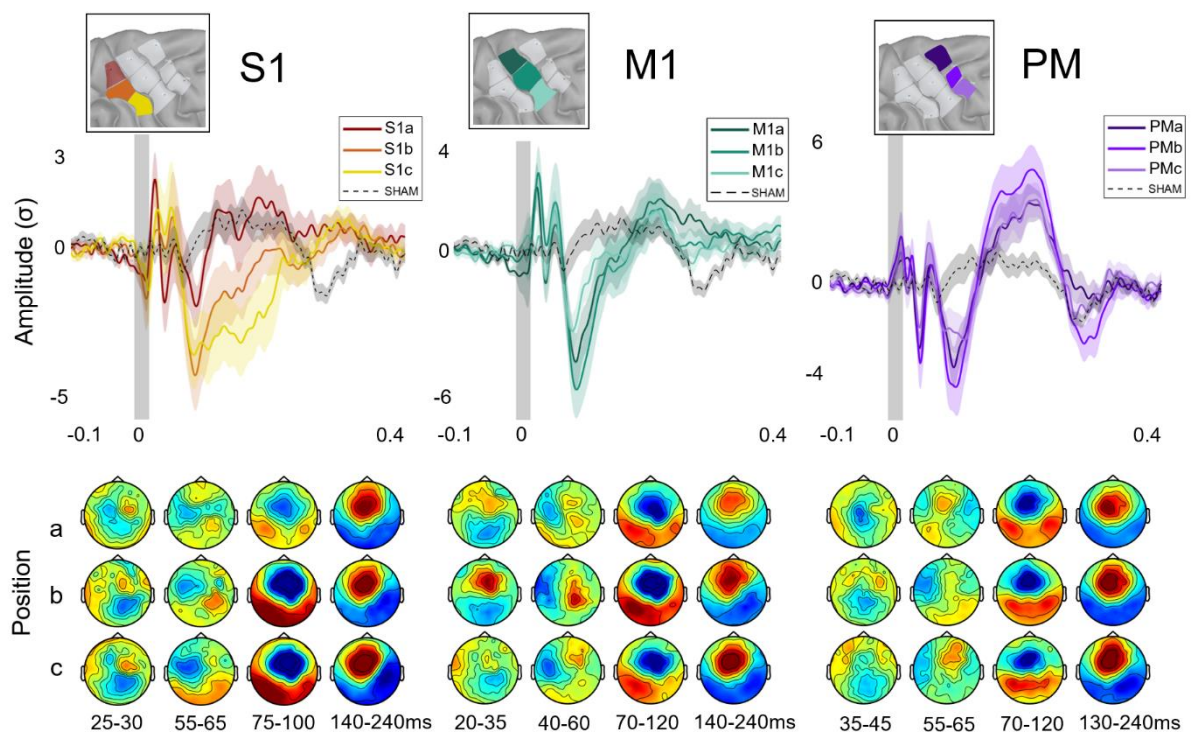 S1
M1
PM
S1a
S1b
S1c
SHAM
M1a
M1b
M1c
SHAM
PMa
PMb
PMc
SHAM
Amplitude (σ)
3
0
-5
-0.1
0
0.4
4
0
-6
-0.1
0
0.4
6
0
-4
-0.1
0
0.4
Position
a
b
c
25-30 55-65 75-100 140-240ms
20-35 40-60 70-120 140-240ms
35-45 55-65 70-120 130-240ms